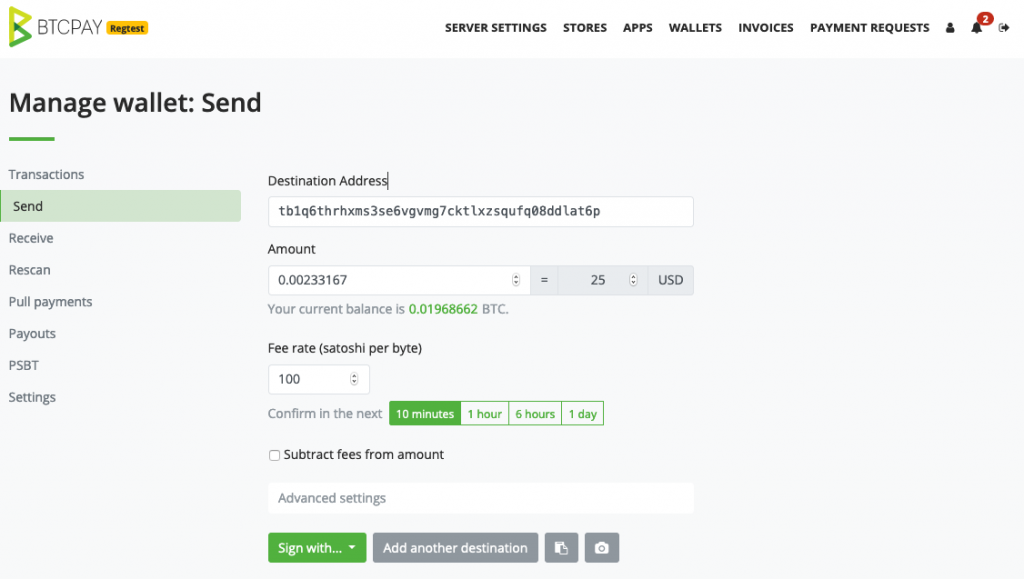 BTCPAY Regtest
SERVER SETTINGS STORES APPS WALLETS INVOICES PAYMENT REQUESTS 2
Manage wallet: Send
Transactions
Send
Receive
Rescan
Pull payments
Payouts
PSBT
Settings
Destination Address
tb1q6thrhxms3se6vgvmg7cktlxzsqufq08ddlat6p
Amount
0.00233167 = 25 USD
Your current balance is 0.01968662 BTC.
Fee rate (satoshi per byte)
100
Confirm in the next 10 minutes 1 hour 6 hours 1 day
Subtract fees from amount
Advanced settings
Sign with... Add another destination